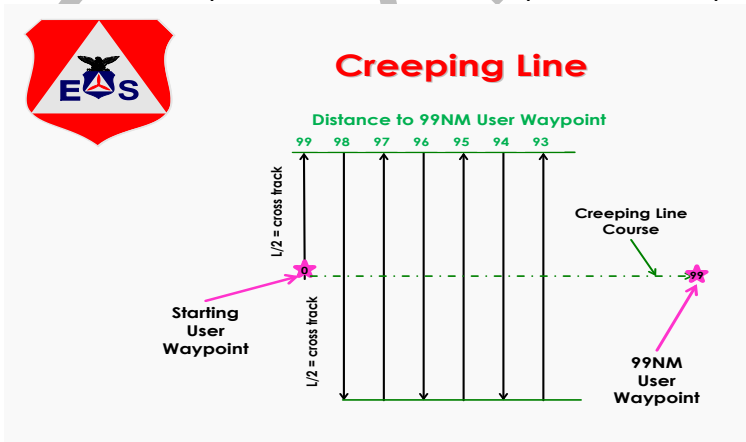 E S
Creeping Line
Distance to 99NM User Waypoint
99 98 97 96 95 94 93
L/2 = cross track
Creeping Line
Course
0
99
Starting
User
Waypoint
L/2 = cross track
99NM
User
Waypoint